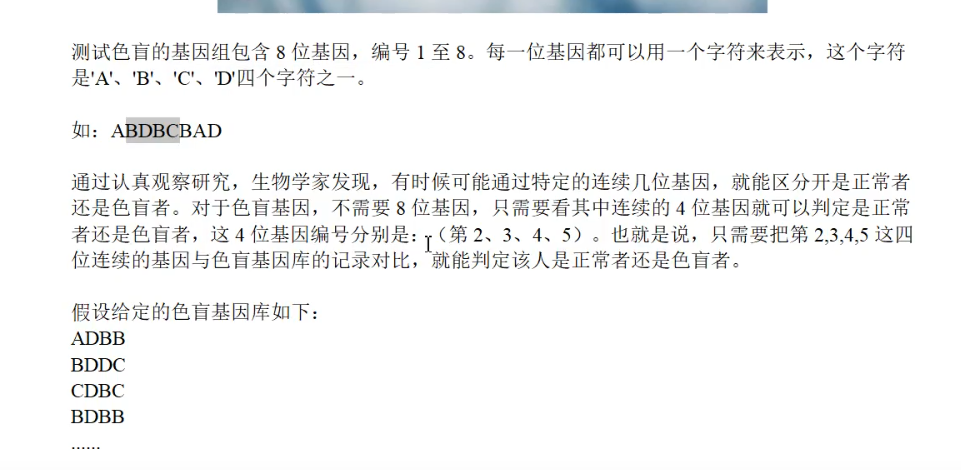 测试色盲的基因组包含 8 位基因，编号 1 至 8。每一位基因都可以用一个字符来表示，这个字符
是'A'、'B'、'C'、'D'四个字符之一。
如：ABDBCBAD
通过认真观察研究，生物学家发现，有时候可能通过特定的连续几位基因，就能区分开是正常者
还是色盲者。对于色盲基因，不需要 8 位基因，只需要看其中连续的 4 位基因就可以判定是正常
者还是色盲者，这 4 位基因编号分别是：（第 2、3、4、5）。也就是说，只需要把第 2,3,4,5 这四
位连续的基因与色盲基因库的记录对比，就能判定该人是正常者还是色盲者。
假设给定的色盲基因库如下：
ADBB
BDDC
CDBC
BDBB
......